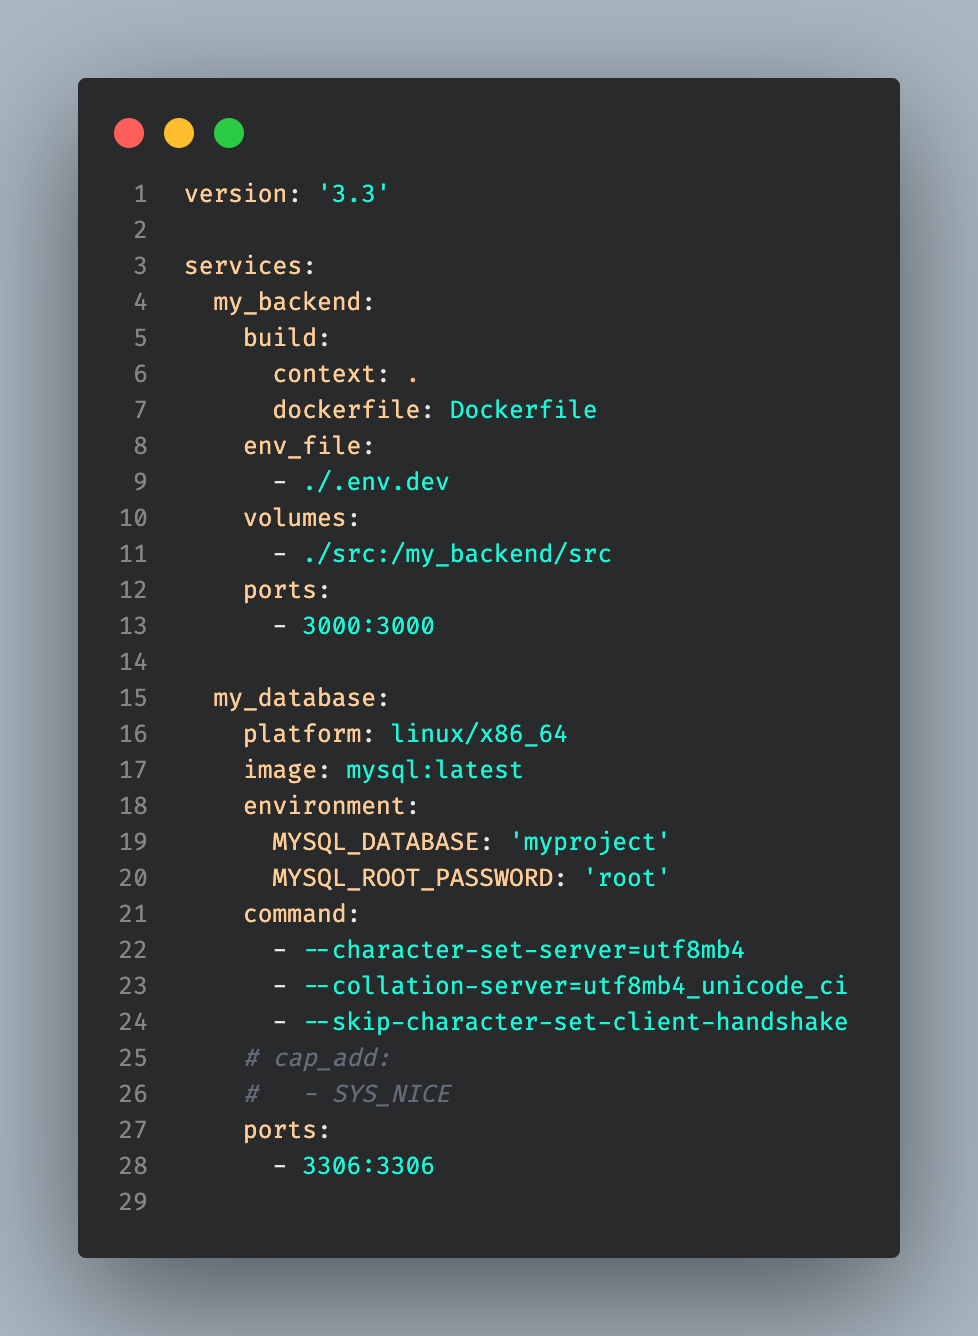 1 version: '3.3'
2
3 services:
4   my_backend:
5     build:
6       context: .
7       dockerfile: Dockerfile
8     env_file:
9       - ./.env.dev
10     volumes:
11       - ./src:/my_backend/src
12     ports:
13       - 3000:3000
14
15   my_database:
16     platform: linux/x86_64
17     image: mysql:latest
18     environment:
19       MYSQL_DATABASE: 'myproject'
20       MYSQL_ROOT_PASSWORD: 'root'
21     command:
22       - --character-set-server=utf8mb4
23       - --collation-server=utf8mb4_unicode_ci
24       - --skip-character-set-client-handshake
25     # cap_add:
26     #   - SYS_NICE
27     ports:
28       - 3306:3306
29